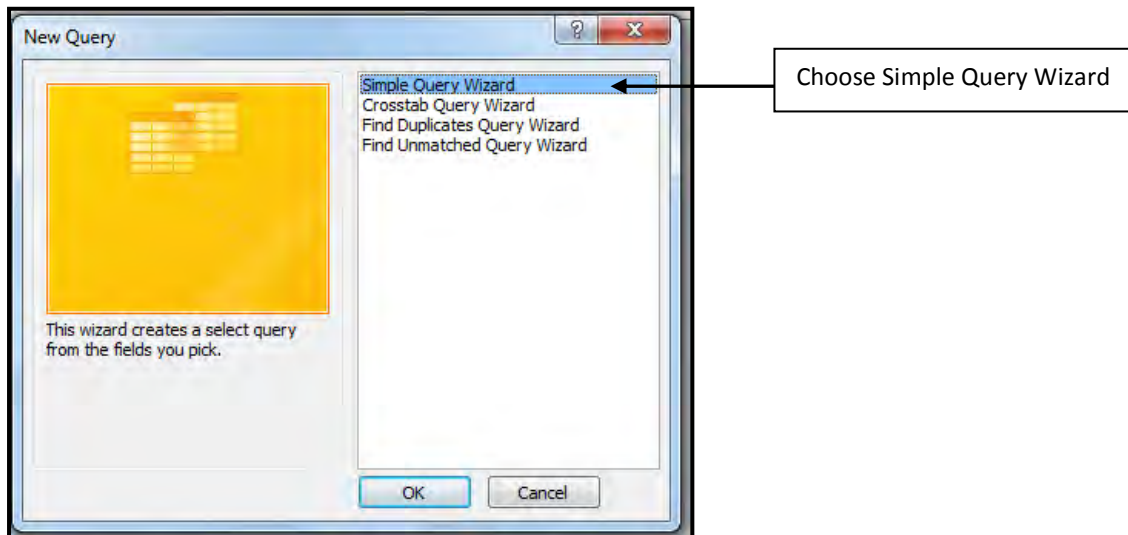 New Query
Simple Query Wizard
Crosstab Query Wizard
Find Duplicates Query Wizard
Find Unmatched Query Wizard
This wizard creates a select query
from the fields you pick.
OK
Cancel
Choose Simple Query Wizard